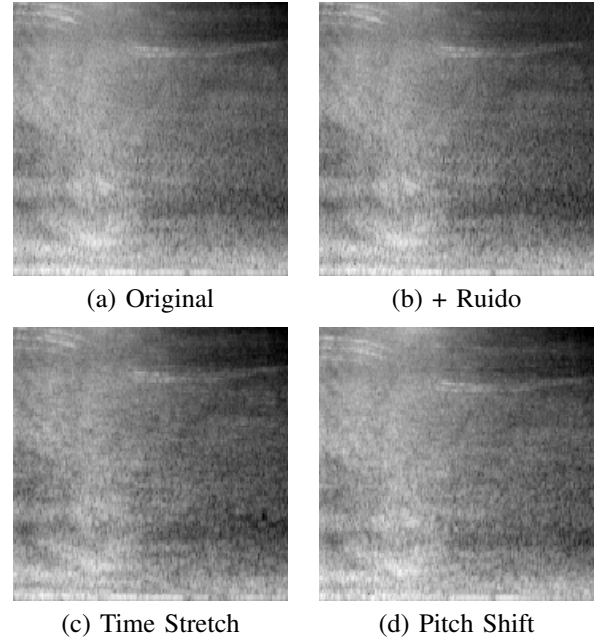 (a) Original
(b) + Ruido
(c) Time Stretch
(d) Pitch Shift